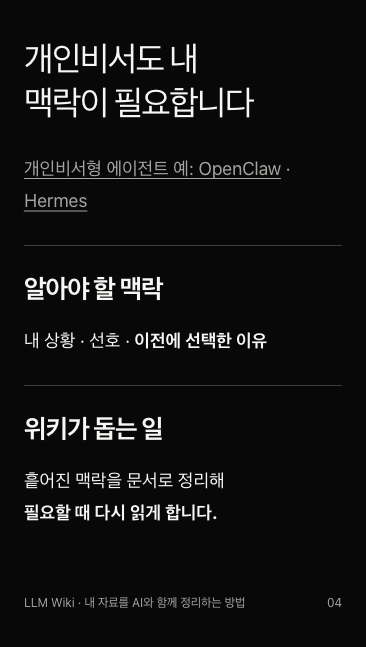 개인비서도 내
맥락이 필요합니다
개인비서형 에이전트 예: OpenClaw ·
Hermes
알아야 할 맥락
내 상황 · 선호 · 이전에 선택한 이유
위키가 돕는 일
흩어진 맥락을 문서로 정리해
필요할 때 다시 읽게 합니다.
LLM Wiki · 내 자료를 AI와 함께 정리하는 방법 04